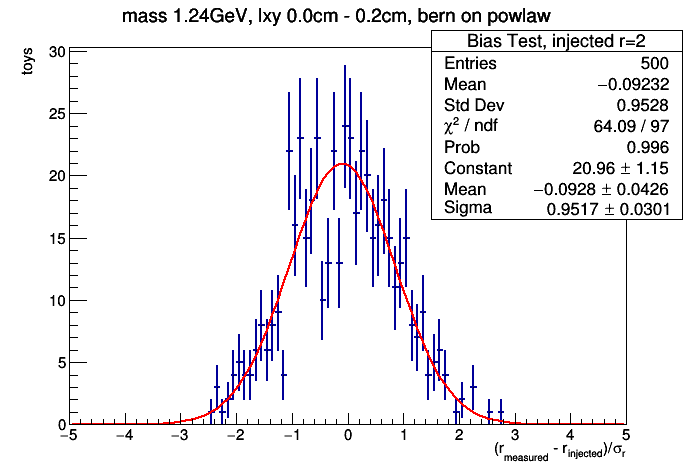 mass 1.24GeV, lxy 0.0cm - 0.2cm, bern on powlaw
toys
30
25
20
15
10
5
0
Bias Test, injected r=2
Entries 500
Mean −0.09232
Std Dev 0.9528
χ² / ndf 64.09 / 97
Prob 0.996
Constant 20.96 ± 1.15
Mean −0.0928 ± 0.0426
Sigma 0.9517 ± 0.0301
−5 −4 −3 −2 −1 0 1 2 3 4 5
(r_measured - r_injected)/σ_r